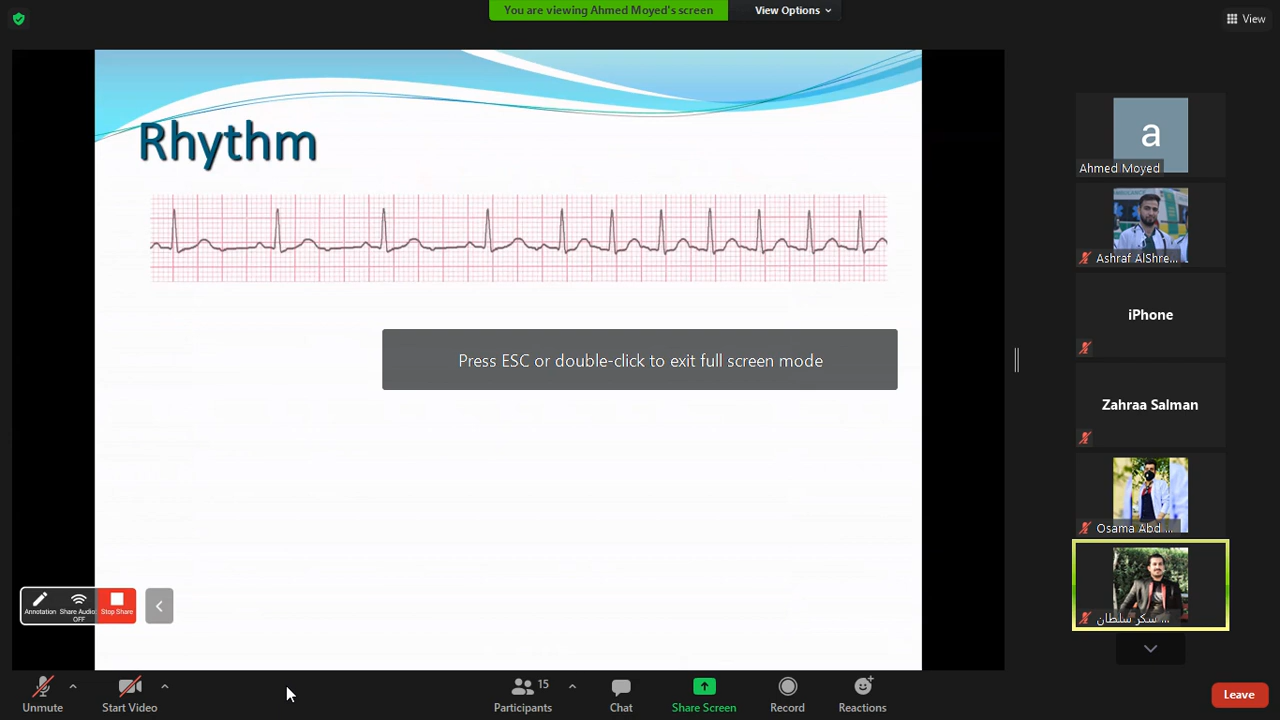 You are viewing Ahmed Moyed's screen
View Options
View
Rhythm
a
Ahmed Moyed
Ashraf AlShre...
iPhone
Press ESC or double-click to exit full screen mode
Zahraa Salman
Osama Abd ...
Annotation
Share Audio:
OFF
Stop Share
سكر سلطان ...
Unmute
Start Video
15
Participants
Chat
Share Screen
Record
Reactions
Leave